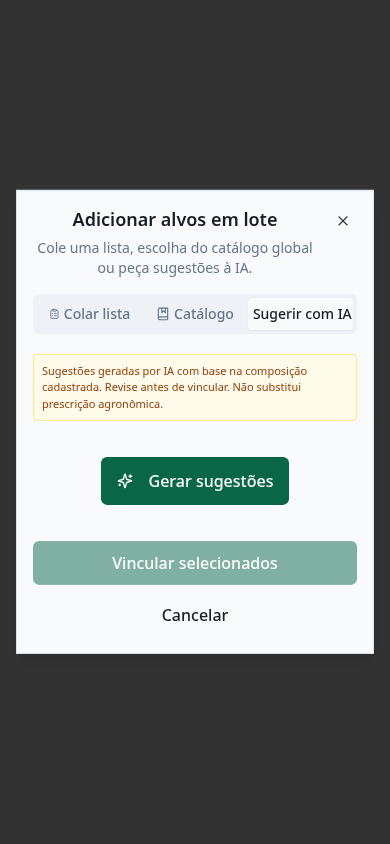 Adicionar alvos em lote
Cole uma lista, escolha do catálogo global
ou peça sugestões à IA.
Colar lista
Catálogo
Sugerir com IA
Sugestões geradas por IA com base na composição
cadastrada. Revise antes de vincular. Não substitui
prescrição agronômica.
Gerar sugestões
Vincular selecionados
Cancelar